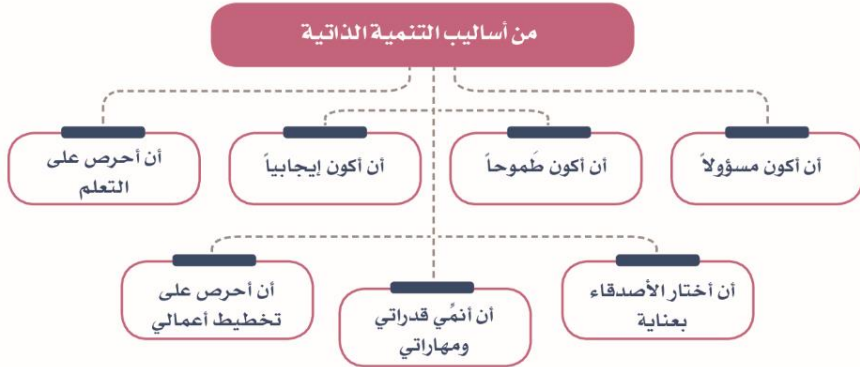 من أساليب التنمية الذاتية
أن أكون مسؤولاً
أن أكون طَموحاً
أن أكون إيجابياً
أن أحرص على
التعلم
أن أختار الأصدقاء
بعناية
أن أنمِّي قدراتي
ومهاراتي
أن أحرص على
تخطيط أعمالي